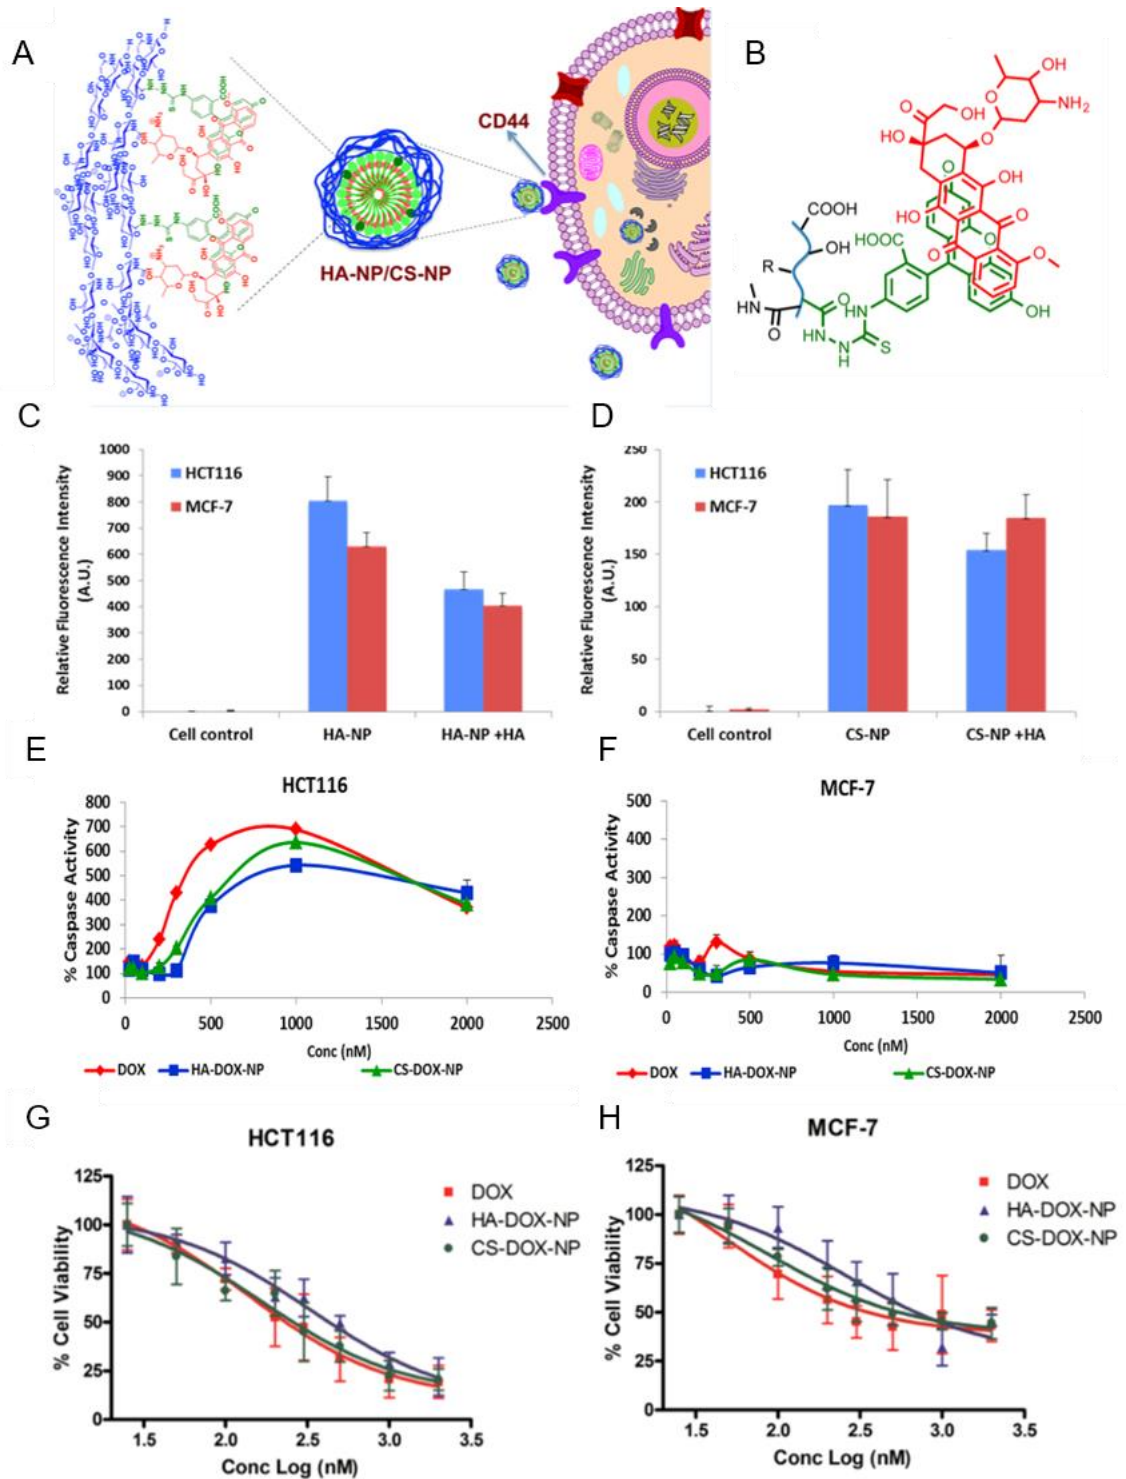 A
CD44
HA-NP/CS-NP
B
OH
NH₂
O
OH
O
HO
O
O
OH
HO
O
O
O
O
COOH
OH
HOOC
R
N
H
O
O
HN
HN
N
H
S
OH
C
Relative Fluorescence Intensity
(A.U.)
1000
900
800
700
600
500
400
300
200
100
0
HCT116
MCF-7
Cell control
HA-NP
HA-NP +HA
D
Relative Fluorescence Intensity
(A.U.)
250
200
150
100
50
0
HCT116
MCF-7
Cell control
CS-NP
CS-NP +HA
E
HCT116
% Caspase Activity
800
700
600
500
400
300
200
100
0
0 500 1000 1500 2000 2500
Conc (nM)
DOX HA-DOX-NP CS-DOX-NP
F
MCF-7
% Caspase Activity
500
400
300
200
100
0
0 500 1000 1500 2000 2500
Conc (nM)
DOX HA-DOX-NP CS-DOX-NP
G
HCT116
% Cell Viability
125
100
75
50
25
0
1.5 2.0 2.5 3.0 3.5
Conc Log (nM)
DOX
HA-DOX-NP
CS-DOX-NP
H
MCF-7
% Cell Viability
125
100
75
50
25
0
1.5 2.0 2.5 3.0 3.5
Conc Log (nM)
DOX
HA-DOX-NP
CS-DOX-NP